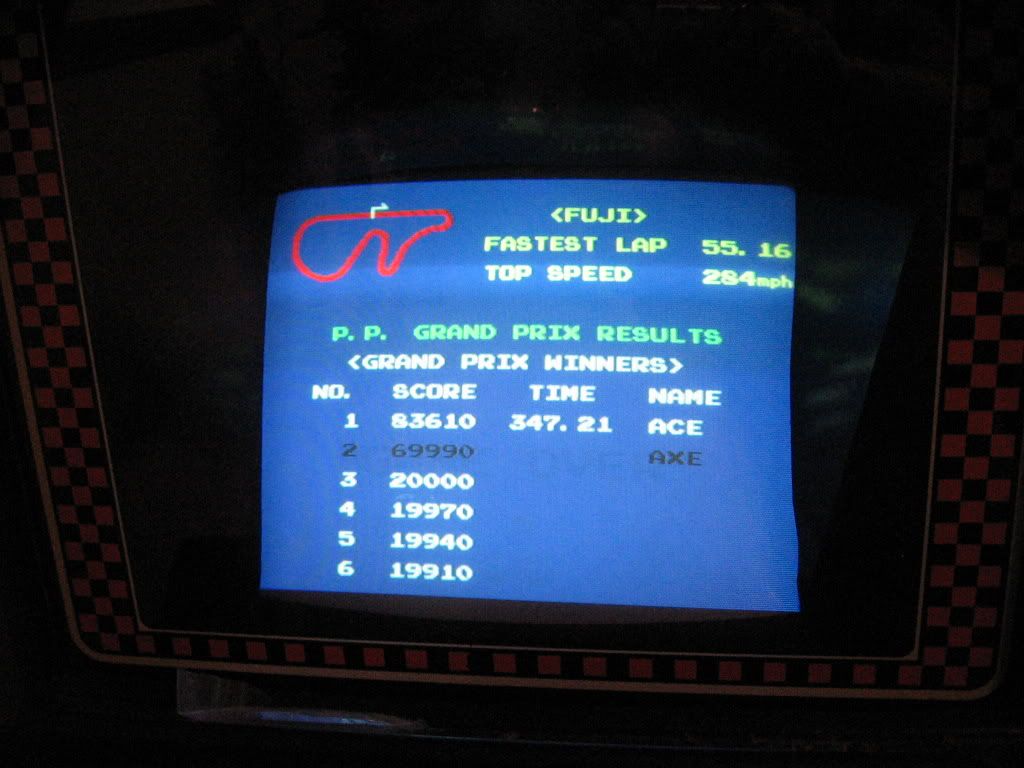 <FUJI>
FASTEST LAP 55.16
TOP SPEED 284mph
P.P. GRAND PRIX RESULTS
<GRAND PRIX WINNERS>
NO. SCORE TIME NAME
1 83610 347.21 ACE
2 69990 AXE
3 20000
4 19970
5 19940
6 19910